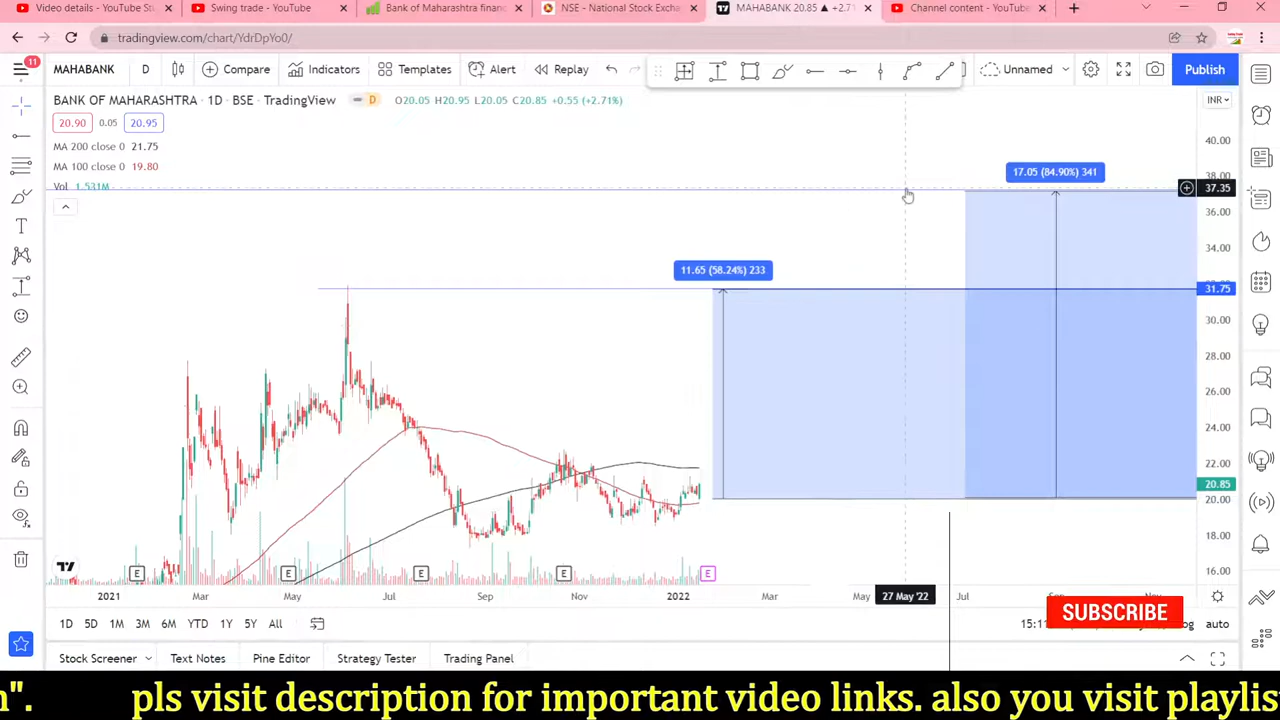 Video details - YouTube St
Swing trade - YouTube
Bank of Maharashtra financ
NSE - National Stock Exchan
MAHABANK 20.85 ▲ +2.71
Channel content - YouTube
tradingview.com/chart/YdrDpYo0/
11
MAHABANK
D
Compare
Indicators
Templates
Alert
Replay
Unnamed
Publish
BANK OF MAHARASHTRA · 1D · BSE · TradingView
D
O20.05 H20.95 L20.05 C20.85 +0.55 (+2.71%)
INR
20.90
0.05
20.95
MA 200 close 0 21.75
MA 100 close 0 19.80
Vol 1.531M
17.05 (84.90%) 341
11.65 (58.24%) 233
40.00
38.00
37.35
36.00
34.00
31.75
30.00
28.00
26.00
24.00
22.00
20.85
20.00
18.00
16.00
E
E
E
E
E
2021
Mar
May
Jul
Sep
Nov
2022
Mar
May
27 May '22
Jul
1D
5D
1M
3M
6M
YTD
1Y
5Y
All
15:11
auto
SUBSCRIBE
Stock Screener
Text Notes
Pine Editor
Strategy Tester
Trading Panel
n". pls visit description for important video links. also you visit playlis